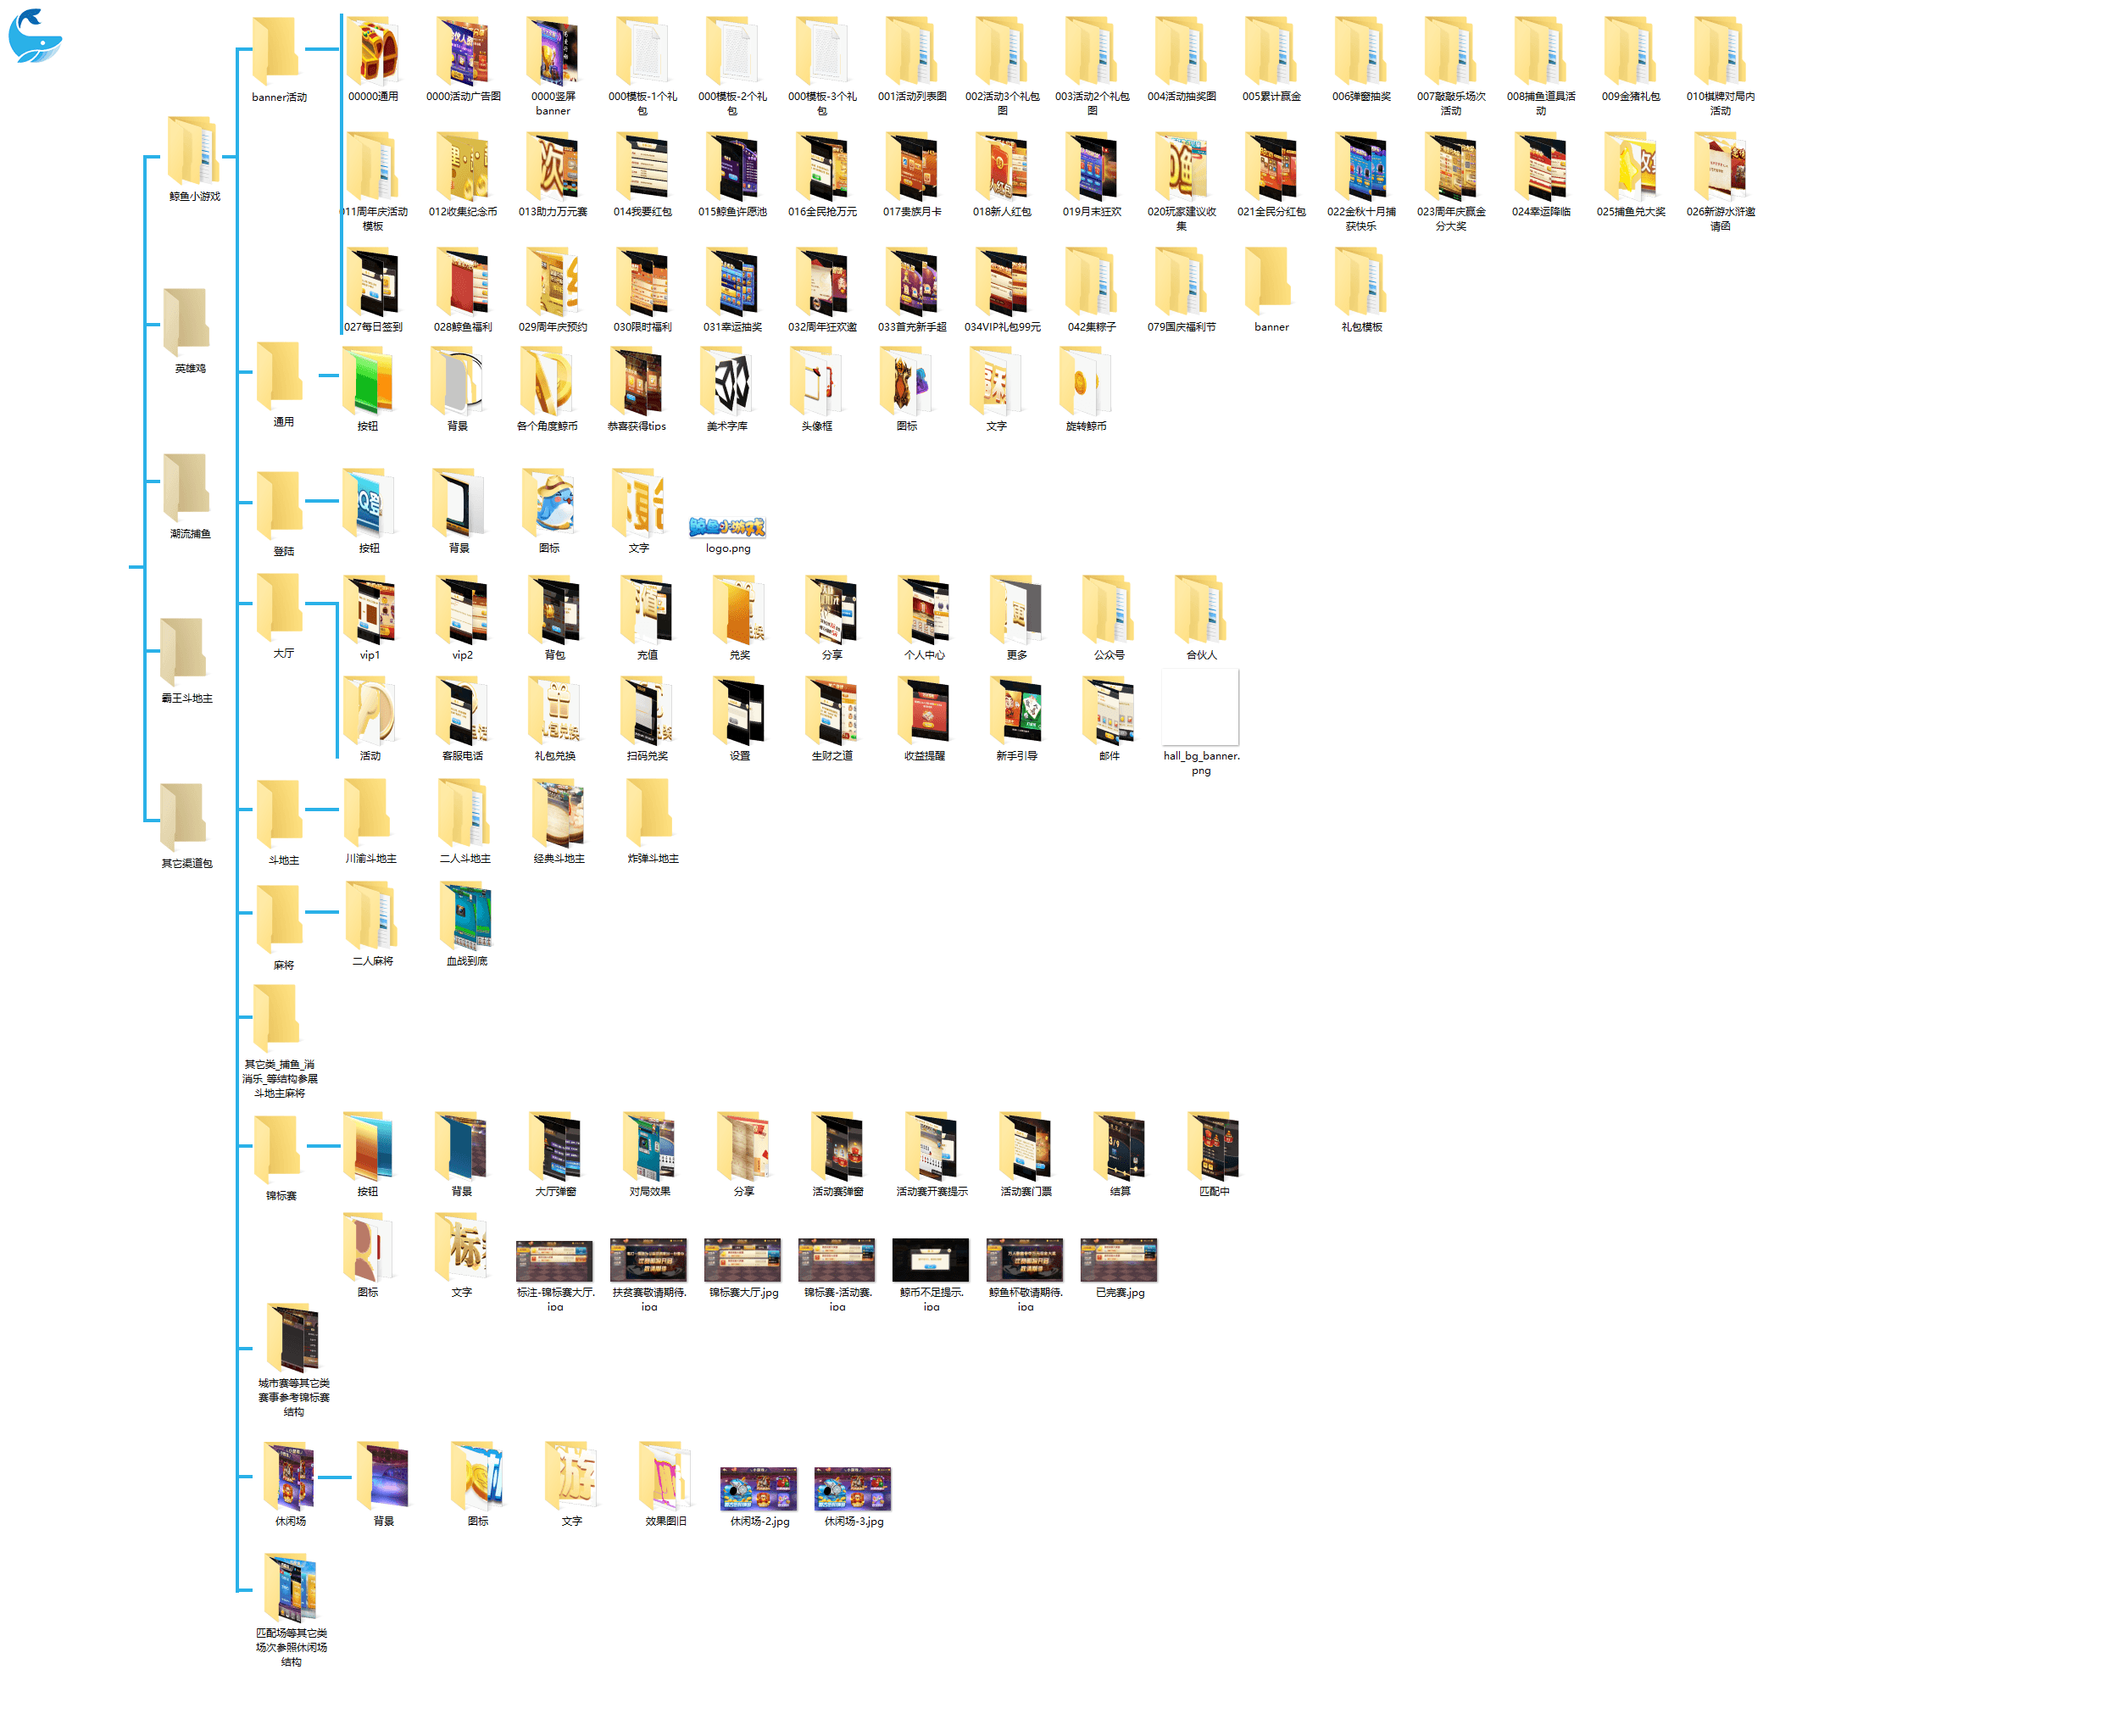 banner活动
00000通用
0000活动广告图
0000竖屏
banner
000模板-1个礼
包
000模板-2个礼
包
000模板-3个礼
包
001活动列表图
002活动3个礼包
图
003活动2个礼包
图
004活动抽奖图
005累计赢金
006弹窗抽奖
007敲敲乐场次
活动
008捕鱼道具活
动
009金猪礼包
010棋牌对局内
活动
鲸鱼小游戏
011周年庆活动
模板
012收集纪念币
013助力万元赛
014我要红包
015鲸鱼许愿池
016全民抢万元
017贵族月卡
018新人红包
019月末狂欢
020玩家建议收
集
021全民分红包
022金秋十月捕
获快乐
023周年庆赢金
分大奖
024幸运降临
025捕鱼兑大奖
026新游水浒邀
请函
027每日签到
028鲸鱼福利
029周年庆预约
030限时福利
031幸运抽奖
032周年狂欢邀
033首充新手超
034VIP礼包99元
042集粽子
079国庆福利节
banner
礼包模板
英雄鸡
通用
按钮
背景
各个角度鲸币
恭喜获得tips
美术字库
头像框
图标
文字
旋转鲸币
潮流捕鱼
登陆
按钮
背景
图标
文字
鲸鱼小游戏
logo.png
大厅
vip1
vip2
背包
充值
兑奖
分享
个人中心
更多
公众号
合伙人
霸王斗地主
活动
客服电话
礼包兑换
扫码兑奖
设置
生财之道
收益提醒
新手引导
邮件
hall_bg_banner.
png
其它渠道包
斗地主
川渝斗地主
二人斗地主
经典斗地主
炸弹斗地主
麻将
二人麻将
血战到底
其它类_捕鱼_消
消乐_等结构参展
斗地主麻将
锦标赛
按钮
背景
大厅弹窗
对局效果
分享
活动赛弹窗
活动赛开赛提示
活动赛门票
结算
匹配中
图标
文字
标注-锦标赛大厅.
jpg
扶贫赛敬请期待.
jpg
锦标赛大厅.jpg
锦标赛-活动赛.
jpg
鲸币不足提示.
jpg
鲸鱼杯敬请期待.
jpg
已完赛.jpg
城市赛等其它类
赛事参考锦标赛
结构
休闲场
背景
图标
文字
效果图旧
休闲场-2.jpg
休闲场-3.jpg
匹配场等其它类
场次参照休闲场
结构